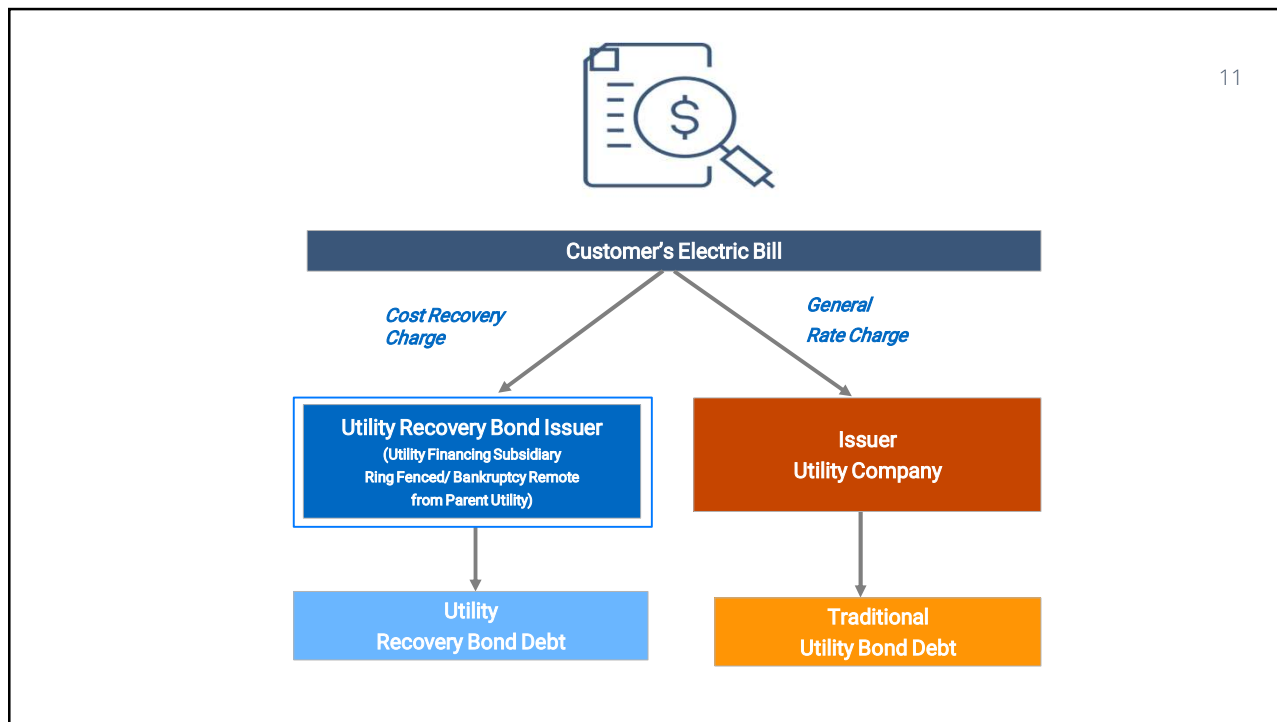 11
$
Customer's Electric Bill
Cost Recovery
Charge
General
Rate Charge
Utility Recovery Bond Issuer
(Utility Financing Subsidiary
Ring Fenced/ Bankruptcy Remote
from Parent Utility)
Issuer
Utility Company
Utility
Recovery Bond Debt
Traditional
Utility Bond Debt